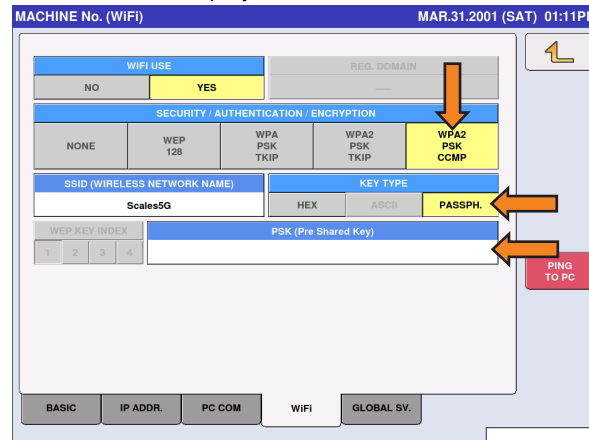 MACHINE No. (WiFi)
MAR.31.2001 (SAT) 01:11P
WIFI USE
REG. DOMAIN
NO
YES
----
SECURITY / AUTHENTICATION / ENCRYPTION
NONE
WEP
128
WPA
PSK
TKIP
WPA2
PSK
TKIP
WPA2
PSK
CCMP
SSID (WIRELESS NETWORK NAME)
KEY TYPE
Scales5G
HEX
ASCII
PASSPH.
WEP KEY INDEX
PSK (Pre Shared Key)
1 2 3 4
PING
TO PC
BASIC
IP ADDR.
PC COM
WiFi
GLOBAL SV.